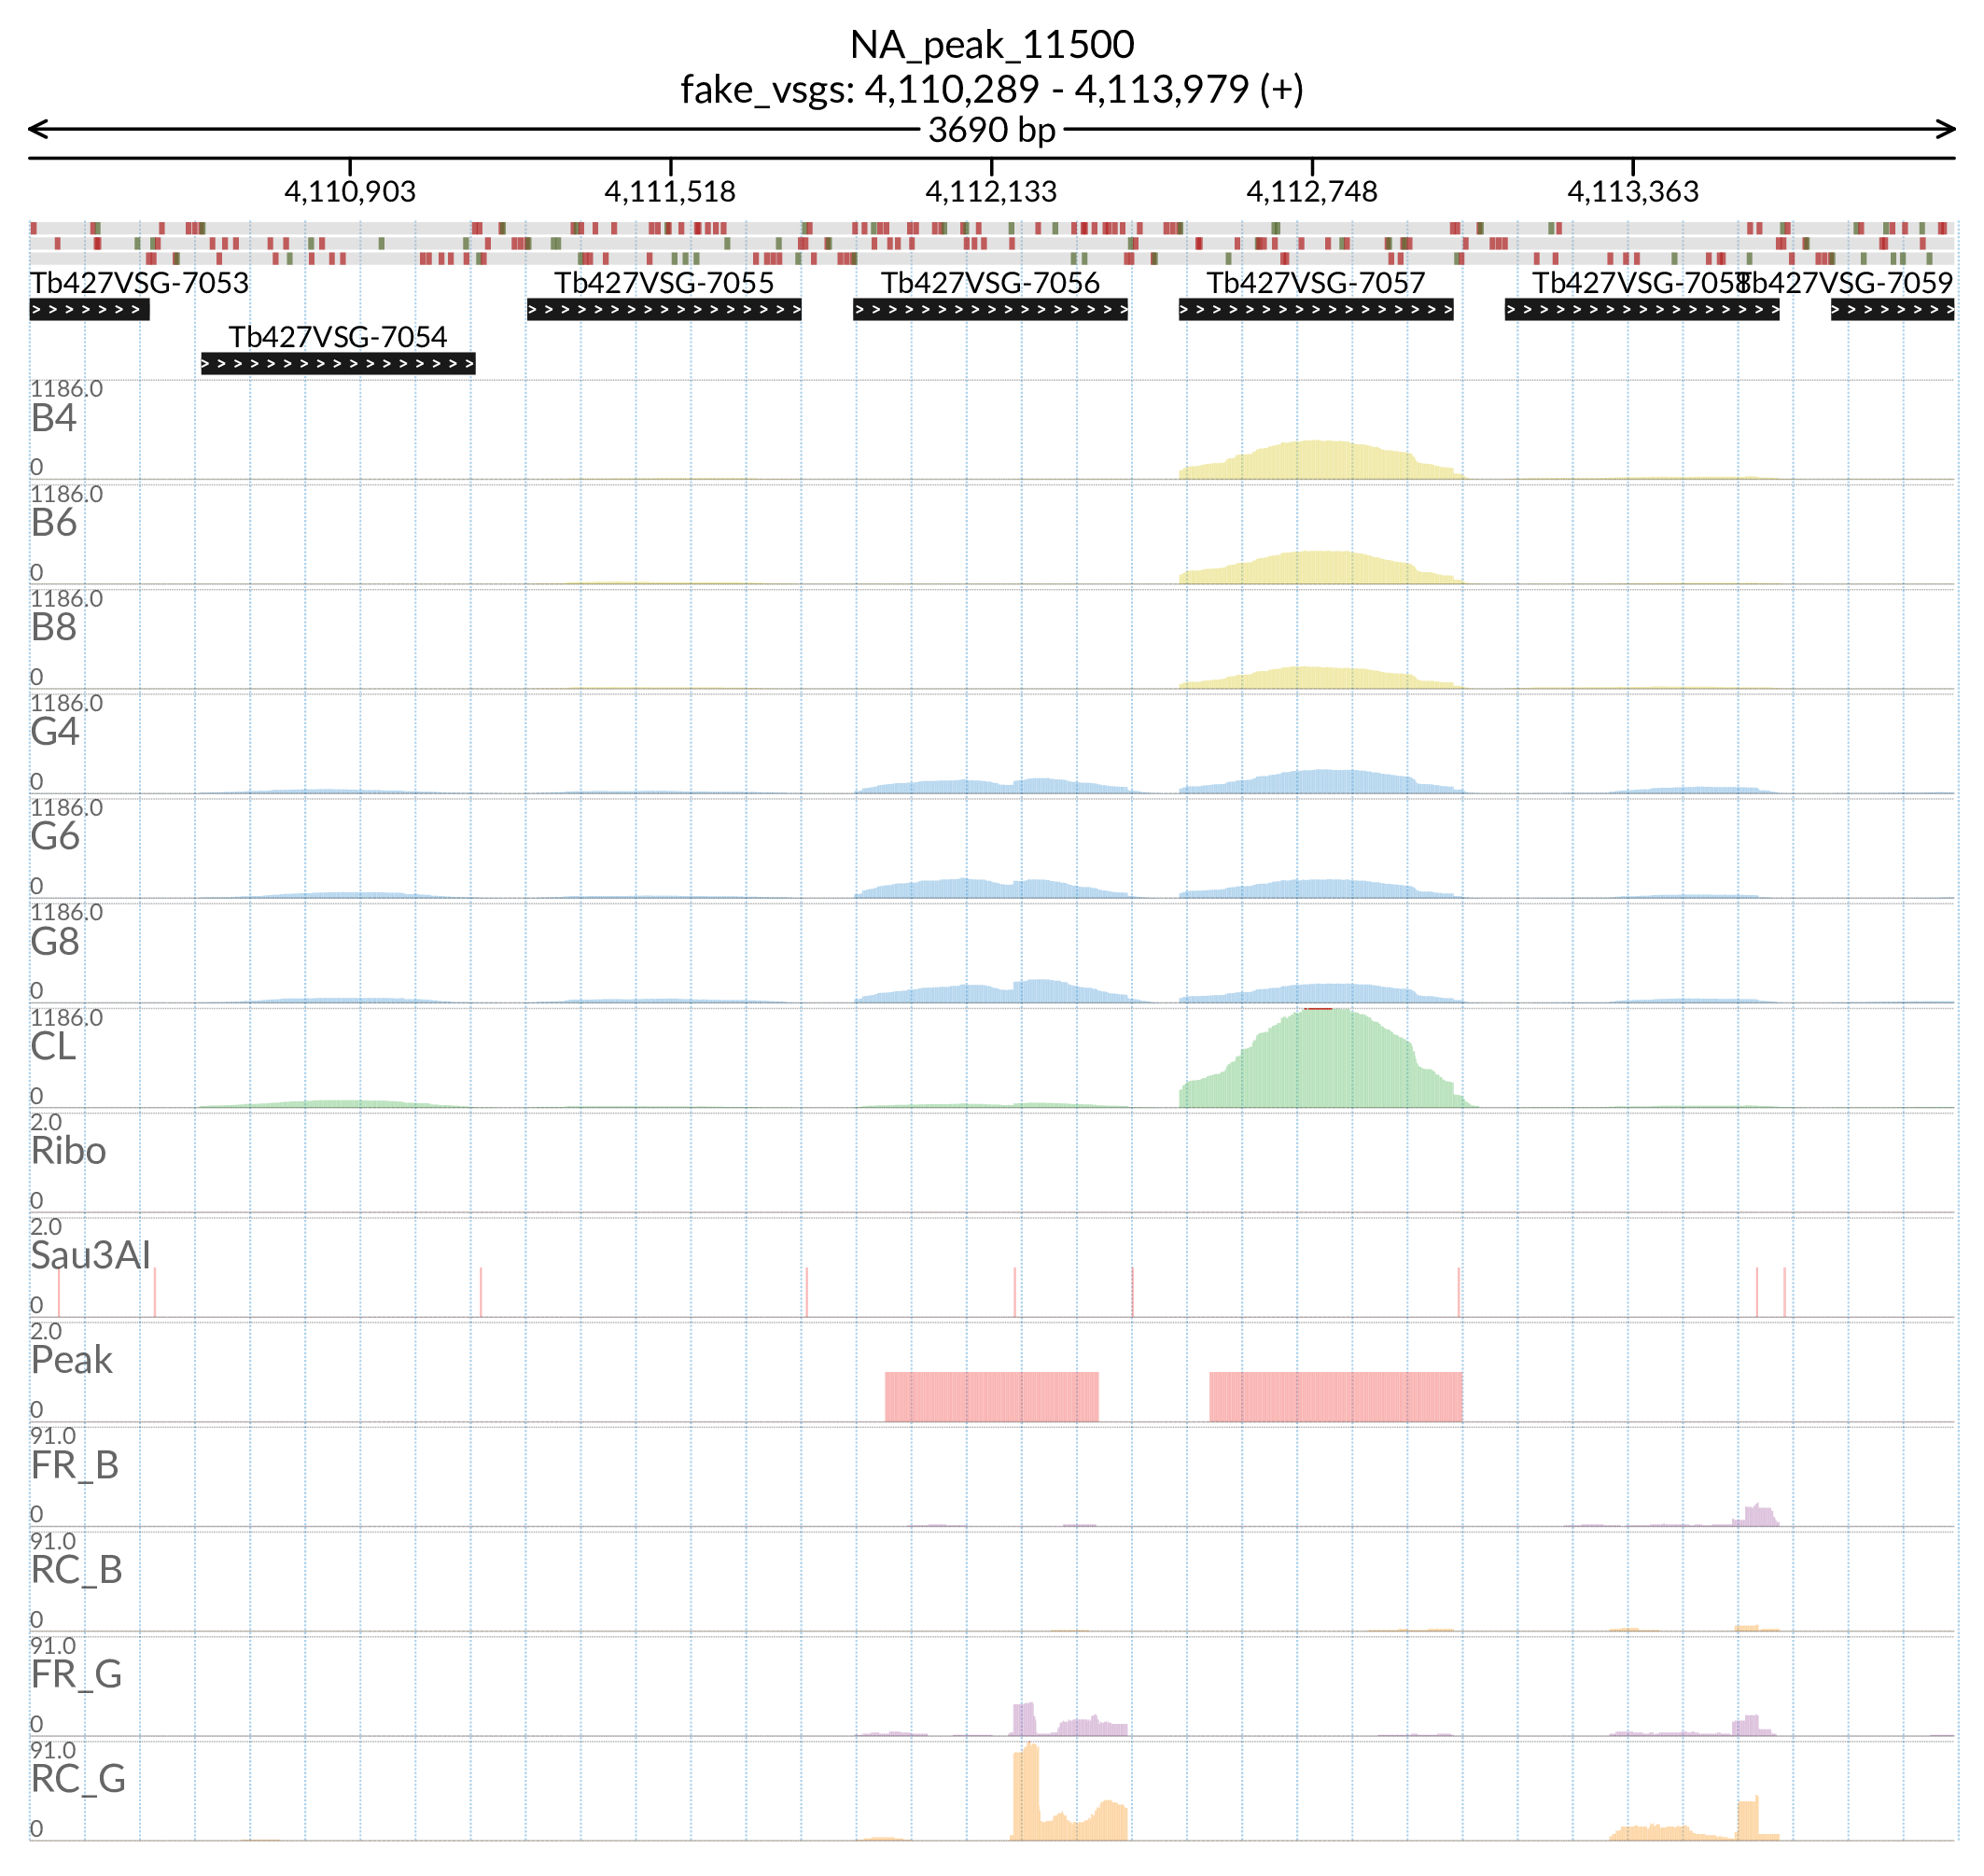 NA_peak_11500
fake_vsgs: 4,110,289 - 4,113,979 (+)
3690 bp
4,110,903 4,111,518 4,112,133 4,112,748 4,113,363
Tb427VSG-7053 Tb427VSG-7055 Tb427VSG-7056 Tb427VSG-7057 Tb427VSG-7058 Tb427VSG-7059
Tb427VSG-7054
1186.0
B4
0
1186.0
B6
0
1186.0
B8
0
1186.0
G4
0
1186.0
G6
0
1186.0
G8
0
1186.0
CL
0
2.0
Ribo
0
2.0
Sau3AI
0
2.0
Peak
0
91.0
FR_B
0
91.0
RC_B
0
91.0
FR_G
0
91.0
RC_G
0